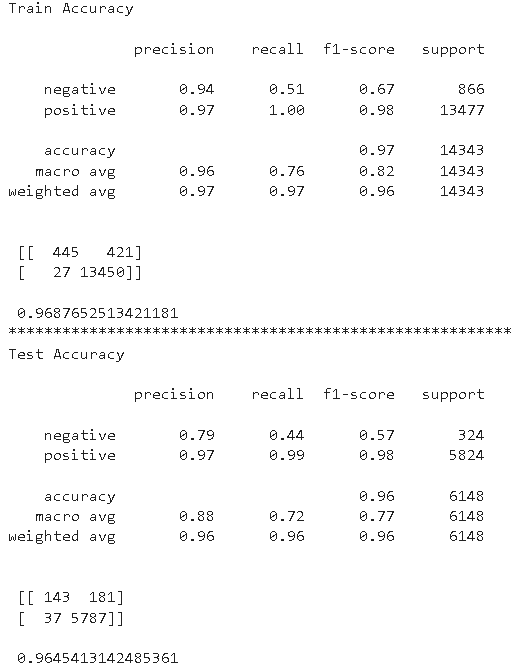 Train Accuracy
precision recall f1-score support
negative 0.94 0.51 0.67 866
positive 0.97 1.00 0.98 13477
accuracy 0.97 14343
macro avg 0.96 0.76 0.82 14343
weighted avg 0.97 0.97 0.96 14343
[[ 445 421]
[ 27 13450]]
0.9687652513421181
************************************************************
Test Accuracy
precision recall f1-score support
negative 0.79 0.44 0.57 324
positive 0.97 0.99 0.98 5824
accuracy 0.96 6148
macro avg 0.88 0.72 0.77 6148
weighted avg 0.96 0.96 0.96 6148
[[ 143 181]
[ 37 5787]]
0.9645413142485361